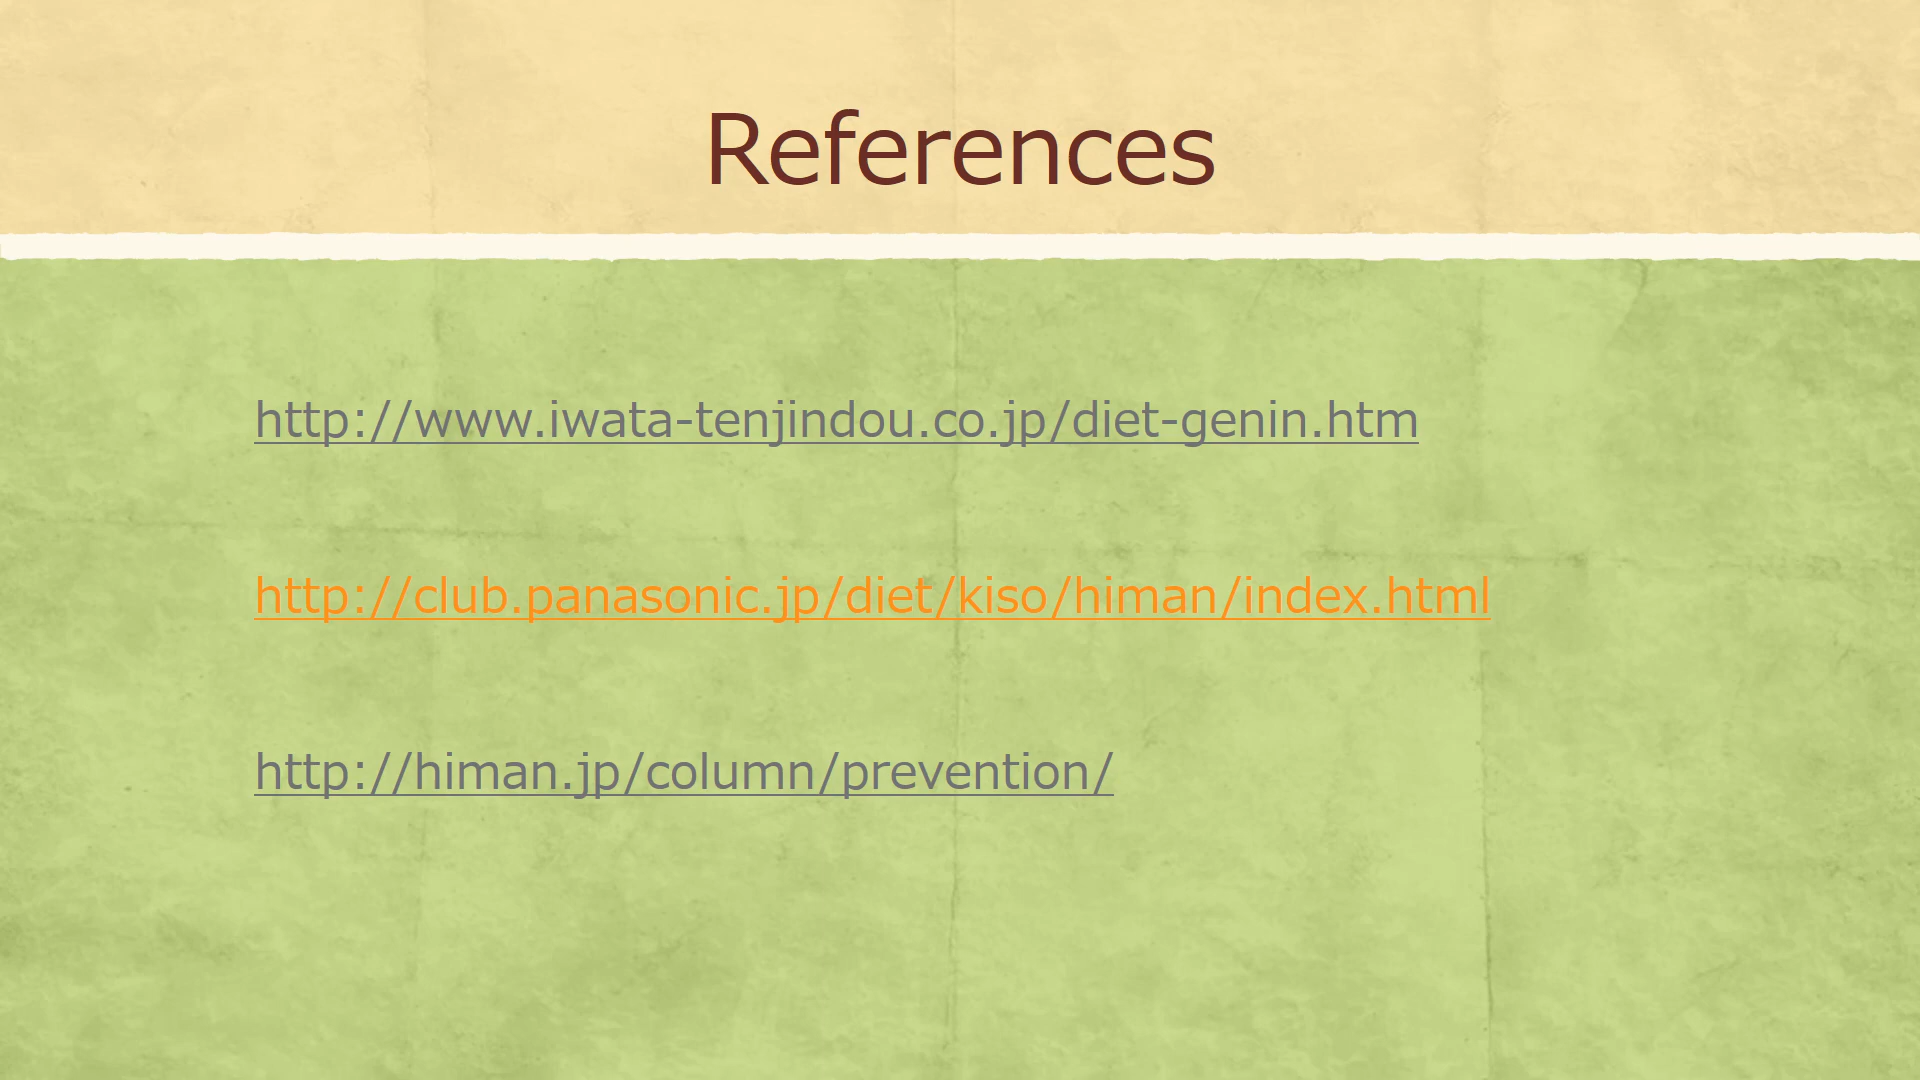 References
http://www.iwata-tenjindou.co.jp/diet-genin.htm
http://club.panasonic.jp/diet/kiso/himan/index.html
http://himan.jp/column/prevention/